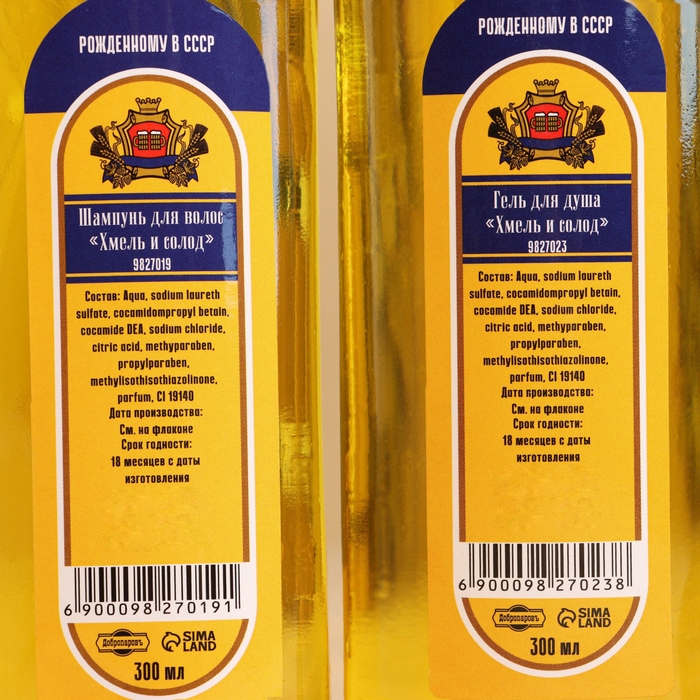 РОЖДЕННОМУ В СССР
Шампунь для волос
«Хмель и солод»
9827019
Состав: Aqua, sodium laureth
sulfate, cocamidompropyl betain,
cocamide DEA, sodium chloride,
citric acid, methyparaben,
propylparaben,
methylisothisothiazolinone,
parfum, CI 19140
Дата производства:
См. на флаконе
Срок годности:
18 месяцев с даты
изготовления
6 900098 270191
Добропаровъ
SIMA
LAND
300 мл
РОЖДЕННОМУ В СССР
Гель для душа
«Хмель и солод»
9827023
Состав: Aqua, sodium laureth
sulfate, cocamidompropyl betain,
cocamide DEA, sodium chloride,
citric acid, methyparaben,
propylparaben,
methylisothisothiazolinone,
parfum, CI 19140
Дата производства:
См. на флаконе
Срок годности:
18 месяцев с даты
изготовления
6 900098 270238
Добропаровъ
SIMA
LAND
300 мл